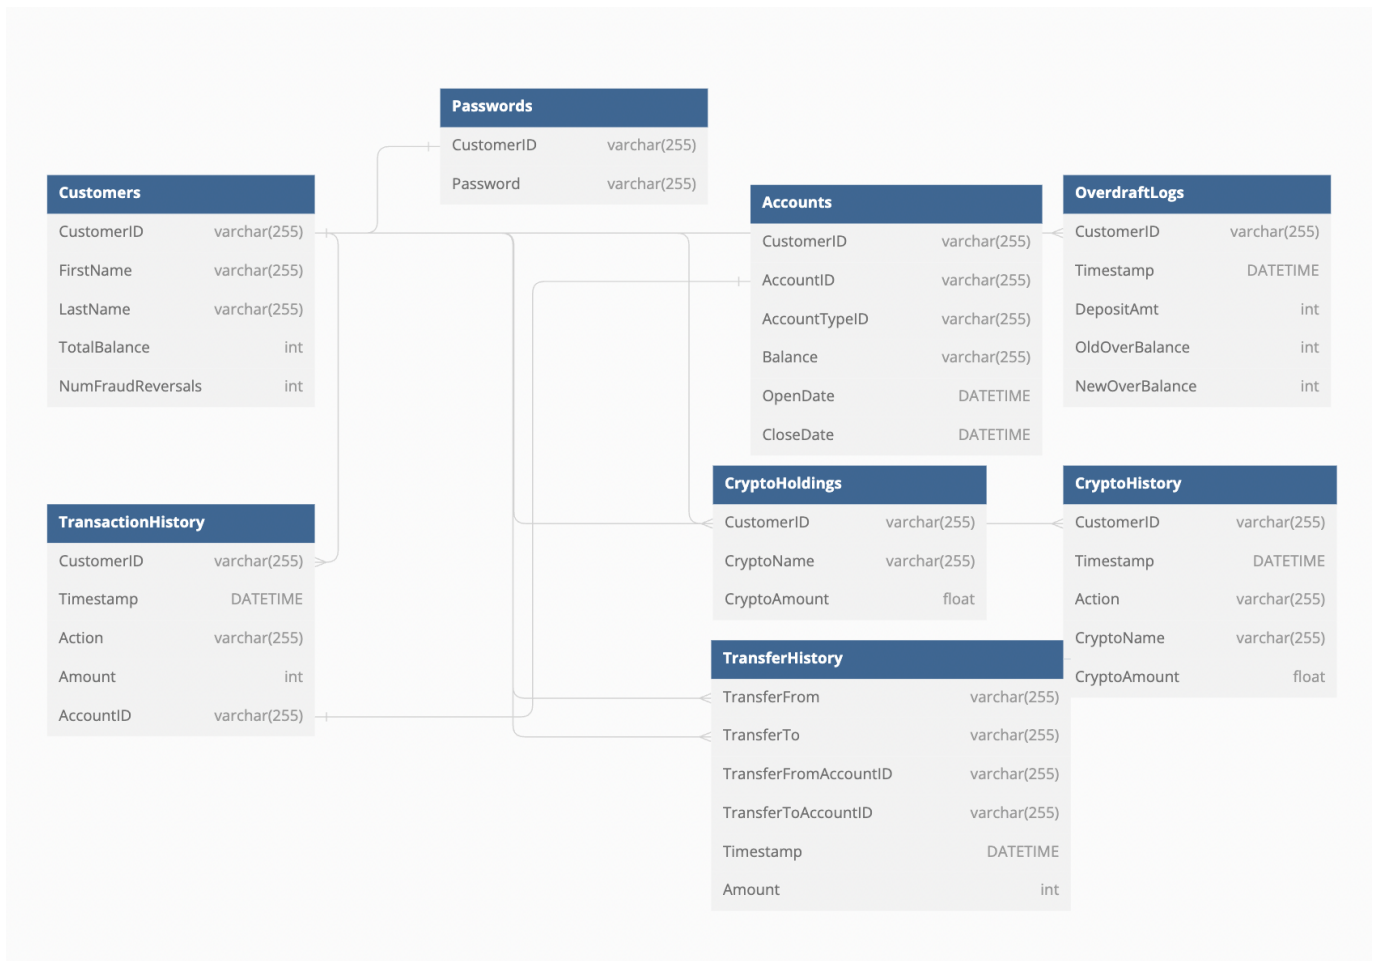 Passwords
CustomerID varchar(255)
Password varchar(255)
Customers
CustomerID varchar(255)
FirstName varchar(255)
LastName varchar(255)
TotalBalance int
NumFraudReversals int
Accounts
CustomerID varchar(255)
AccountID varchar(255)
AccountTypeID varchar(255)
Balance varchar(255)
OpenDate DATETIME
CloseDate DATETIME
OverdraftLogs
CustomerID varchar(255)
Timestamp DATETIME
DepositAmt int
OldOverBalance int
NewOverBalance int
TransactionHistory
CustomerID varchar(255)
Timestamp DATETIME
Action varchar(255)
Amount int
AccountID varchar(255)
CryptoHoldings
CustomerID varchar(255)
CryptoName varchar(255)
CryptoAmount float
CryptoHistory
CustomerID varchar(255)
Timestamp DATETIME
Action varchar(255)
CryptoName varchar(255)
CryptoAmount float
TransferHistory
TransferFrom varchar(255)
TransferTo varchar(255)
TransferFromAccountID varchar(255)
TransferToAccountID varchar(255)
Timestamp DATETIME
Amount int